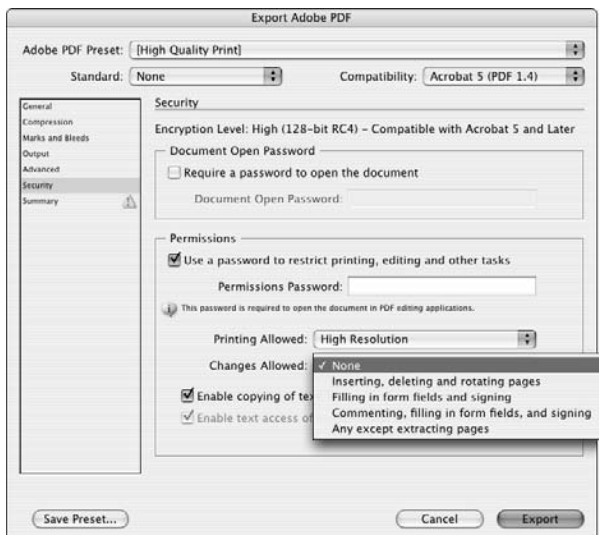 Export Adobe PDF
Adobe PDF Preset: [High Quality Print]
Standard: None Compatibility: Acrobat 5 (PDF 1.4)
General
Compression
Marks and Bleeds
Output
Advanced
Security
Summary
Security
Encryption Level: High (128-bit RC4) – Compatible with Acrobat 5 and Later
Document Open Password
Require a password to open the document
Document Open Password:
Permissions
Use a password to restrict printing, editing and other tasks
Permissions Password:
This password is required to open the document in PDF editing applications.
Printing Allowed: High Resolution
Changes Allowed: ✓ None
Inserting, deleting and rotating pages
Filling in form fields and signing
Commenting, filling in form fields, and signing
Any except extracting pages
Enable copying of
Enable text access
Save Preset... Cancel Export